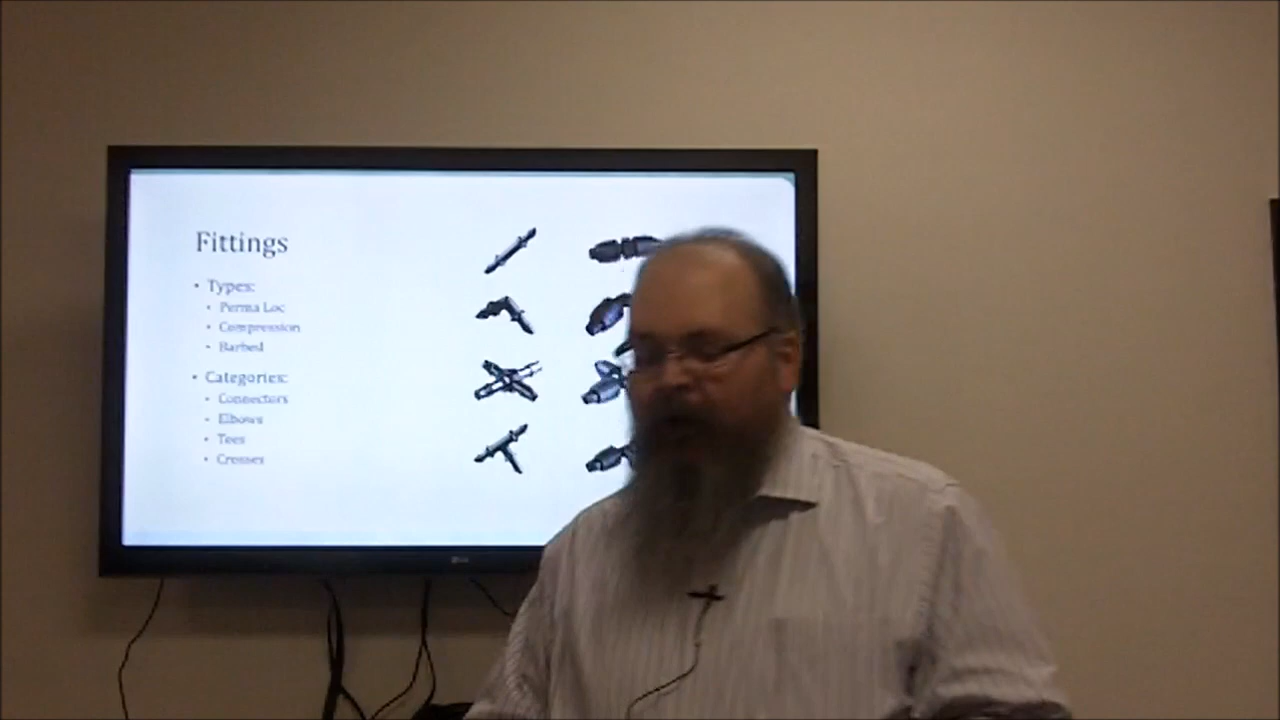 Fittings
• Types:
• Perma Loc
• Compression
• Barbed
• Categories:
• Connectors
• Elbows
• Tees
• Crosses